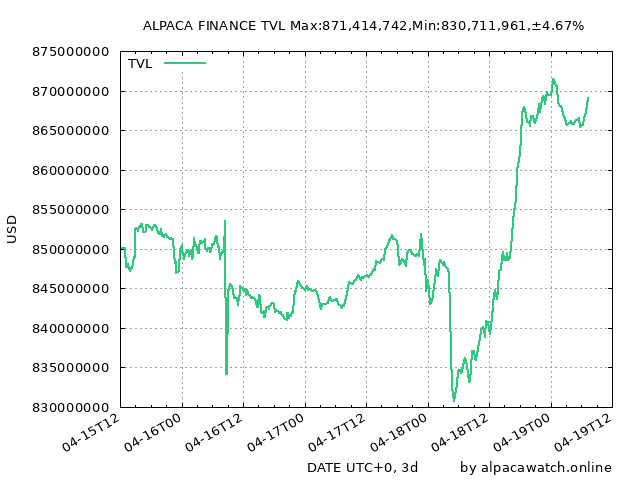 ALPACA FINANCE TVL Max:871,414,742,Min:830,711,961,±4.67%
875000000
870000000
865000000
860000000
855000000
850000000
845000000
840000000
835000000
830000000
USD
TVL
04-15T12
04-16T00
04-16T12
04-17T00
04-17T12
04-18T00
04-18T12
04-19T00
04-19T12
DATE UTC+0, 3d
by alpacawatch.online